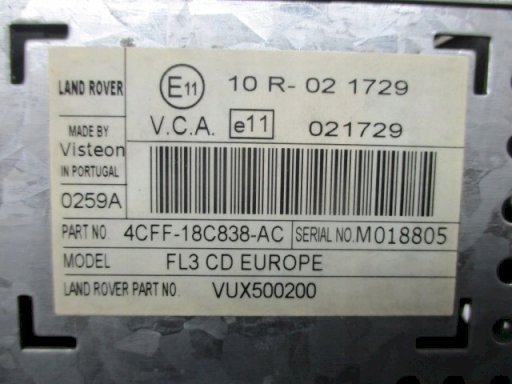 LAND ROVER
E11 10 R- 02 1729
V.C.A. e11 021729
MADE BY
Visteon
IN PORTUGAL
0259A
PART NO. 4CFF-18C838-AC SERIAL NO. M018805
MODEL FL3 CD EUROPE
LAND ROVER PART NO. VUX500200